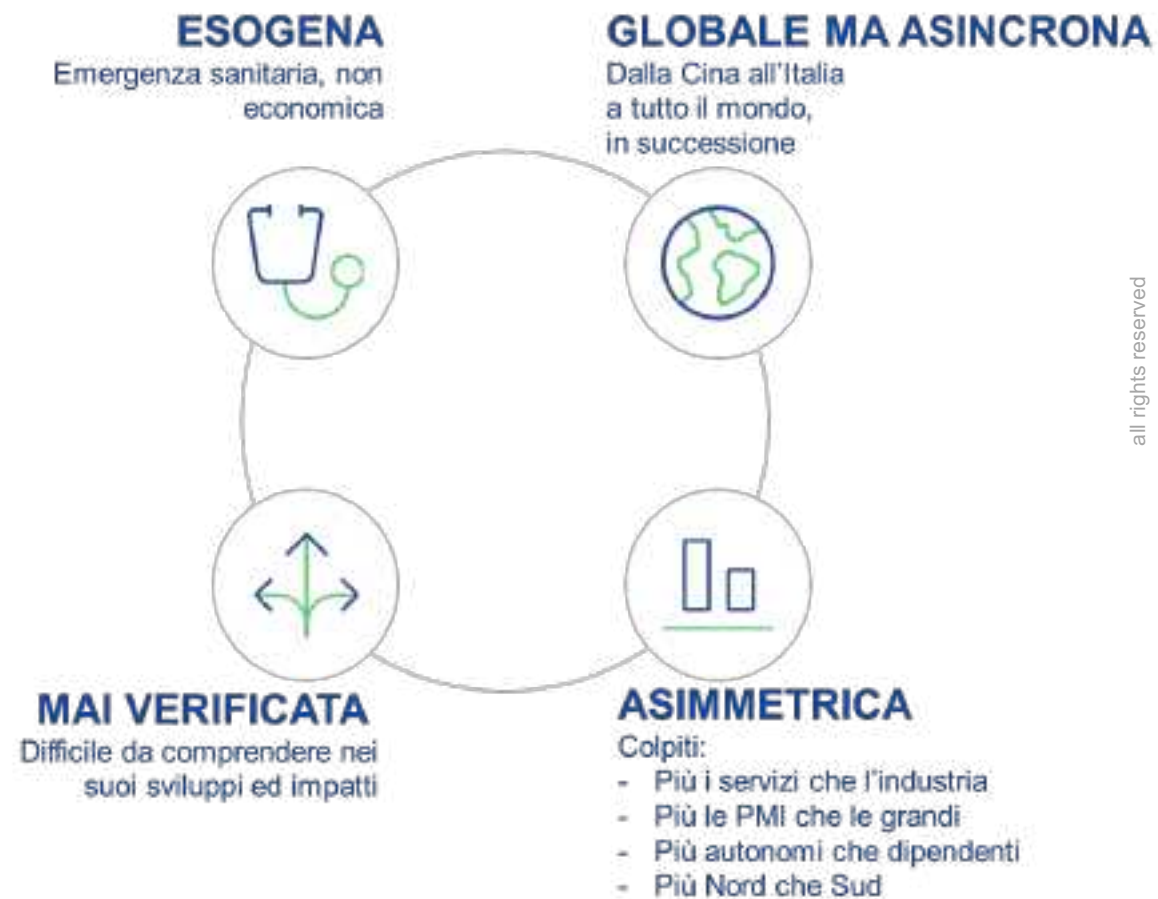 ESOGENA
Emergenza sanitaria, non
economica
GLOBALE MA ASINCRONA
Dalla Cina all'Italia
a tutto il mondo,
in successione
all rights reserved
MAI VERIFICATA
Difficile da comprendere nei
suoi sviluppi ed impatti
ASIMMETRICA
Colpiti:
- Più i servizi che l'industria
- Più le PMI che le grandi
- Più autonomi che dipendenti
- Più Nord che Sud